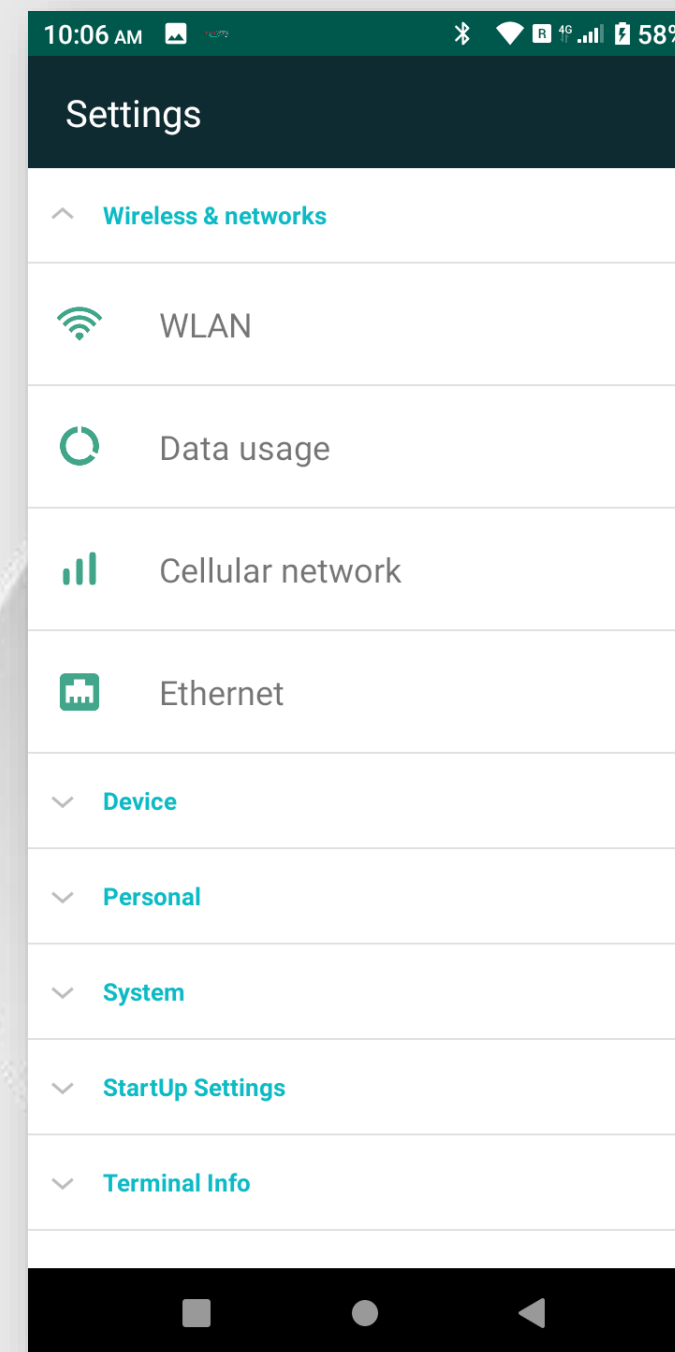 10:06 AM R 4G 58%
Settings
Wireless & networks
WLAN
Data usage
Cellular network
Ethernet
Device
Personal
System
StartUp Settings
Terminal Info